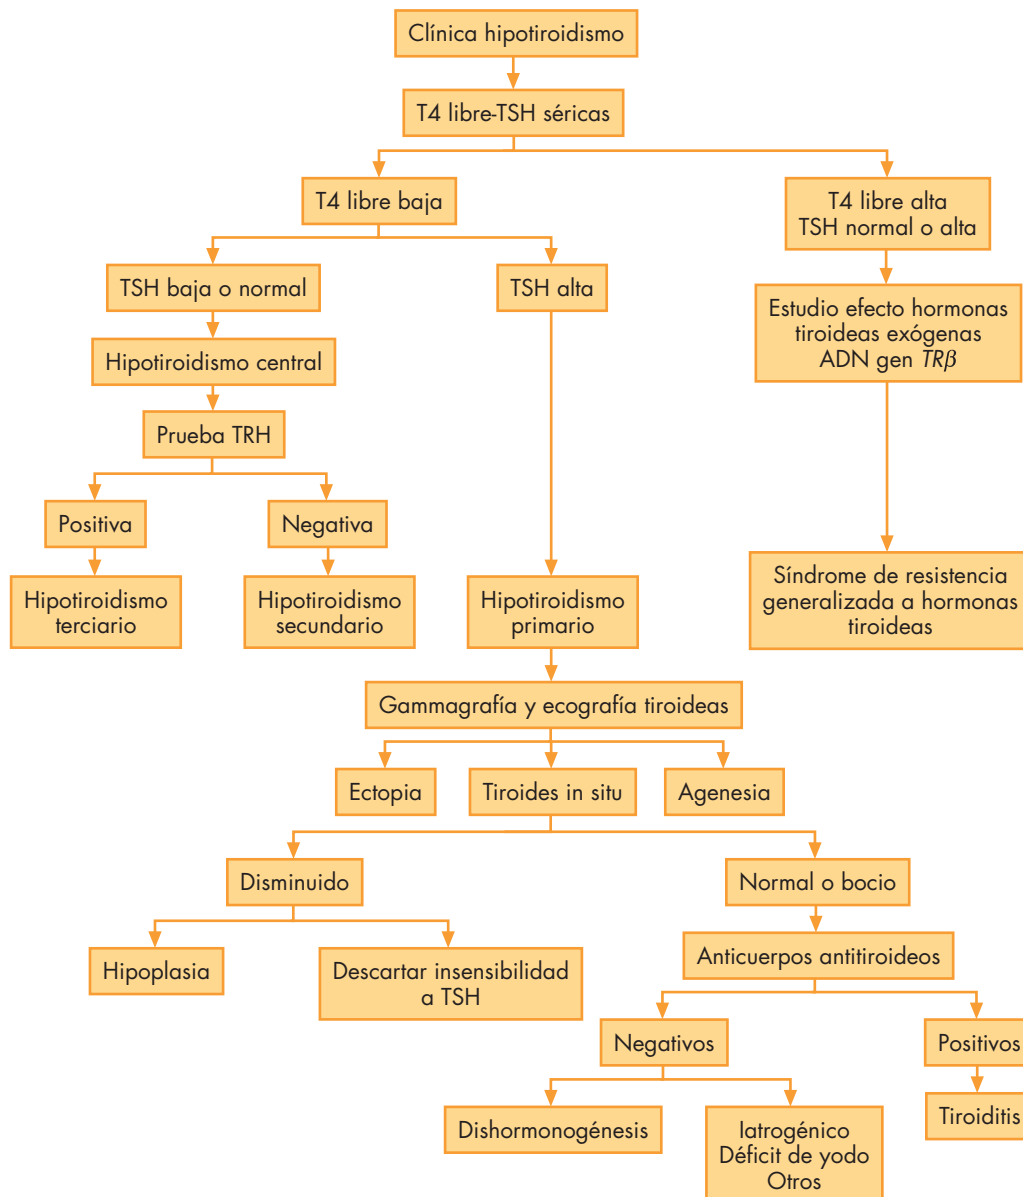 Clínica hipotiroidismo
T4 libre-TSH séricas
T4 libre baja
T4 libre alta
TSH normal o alta
TSH baja o normal
TSH alta
Estudio efecto hormonas
tiroideas exógenas
ADN gen TRβ
Hipotiroidismo central
Prueba TRH
Positiva
Negativa
Hipotiroidismo
terciario
Hipotiroidismo
secundario
Hipotiroidismo
primario
Síndrome de resistencia
generalizada a hormonas
tiroideas
Gammagrafía y ecografía tiroideas
Ectopia
Tiroides in situ
Agenesia
Disminuido
Normal o bocio
Hipoplasia
Descartar insensibilidad
a TSH
Anticuerpos antitiroideos
Negativos
Positivos
Dishormonogénesis
Iatrogénico
Déficit de yodo
Otros
Tiroiditis